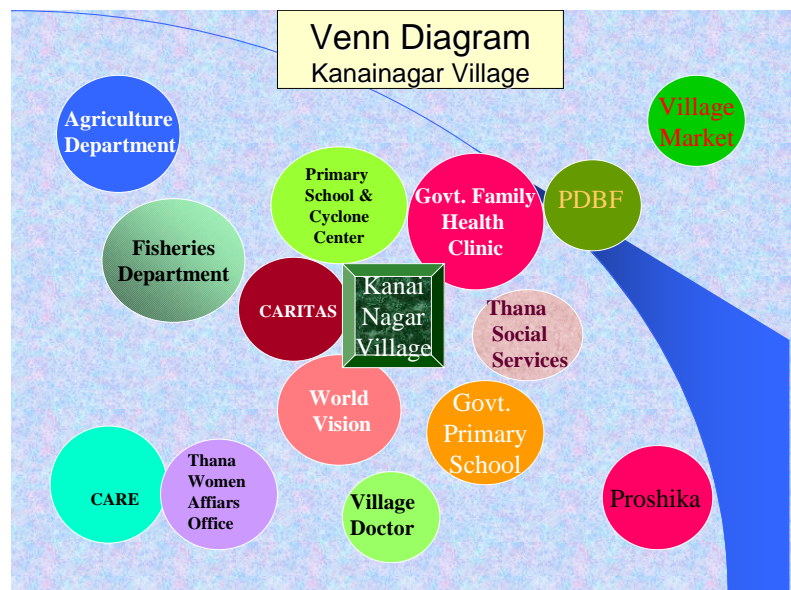 Venn Diagram
Kanainagar Village
Agriculture
Department
Village
Market
Primary
School &
Cyclone
Center
Govt. Family
Health
Clinic
PDBF
Fisheries
Department
CARITAS
Kanai
Nagar
Village
Thana
Social
Services
World
Vision
Govt.
Primary
School
CARE
Thana
Women
Affiars
Office
Village
Doctor
Proshika